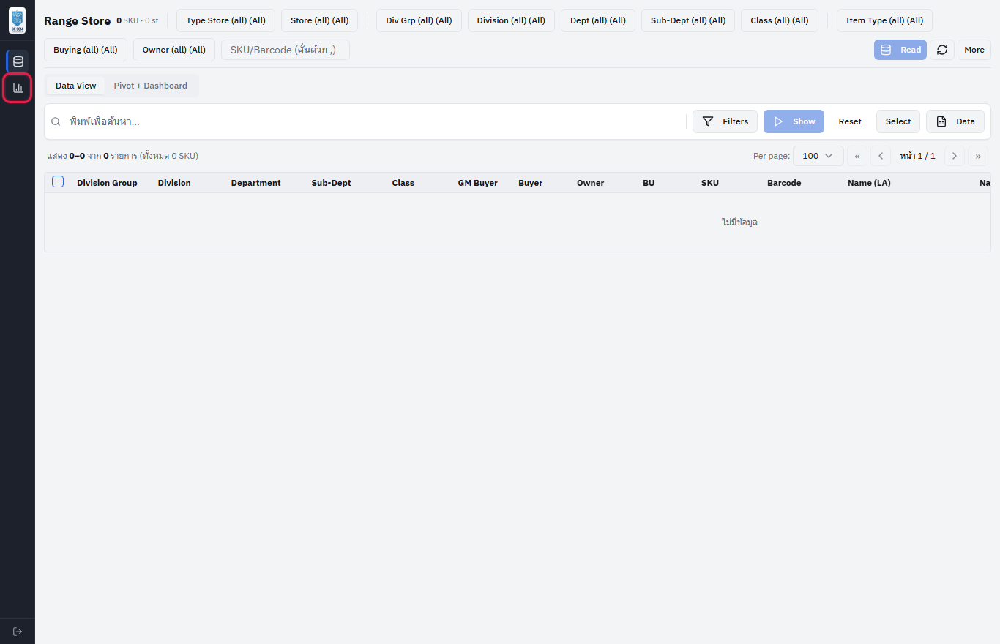 DX SCM
Range Store 0 SKU · 0 st Type Store (all) (All) Store (all) (All) Div Grp (all) (All) Division (all) (All) Dept (all) (All) Sub-Dept (all) (All) Class (all) (All) Item Type (all) (All)
Buying (all) (All) Owner (all) (All) SKU/Barcode (คั่นด้วย ,) Read More
Data View Pivot + Dashboard
พิมพ์เพื่อค้นหา... Filters Show Reset Select Data
แสดง 0–0 จาก 0 รายการ (ทั้งหมด 0 SKU) Per page: 100 « หน้า 1 / 1 »
Division Group Division Department Sub-Dept Class GM Buyer Buyer Owner BU SKU Barcode Name (LA) Na
ไม่มีข้อมูล